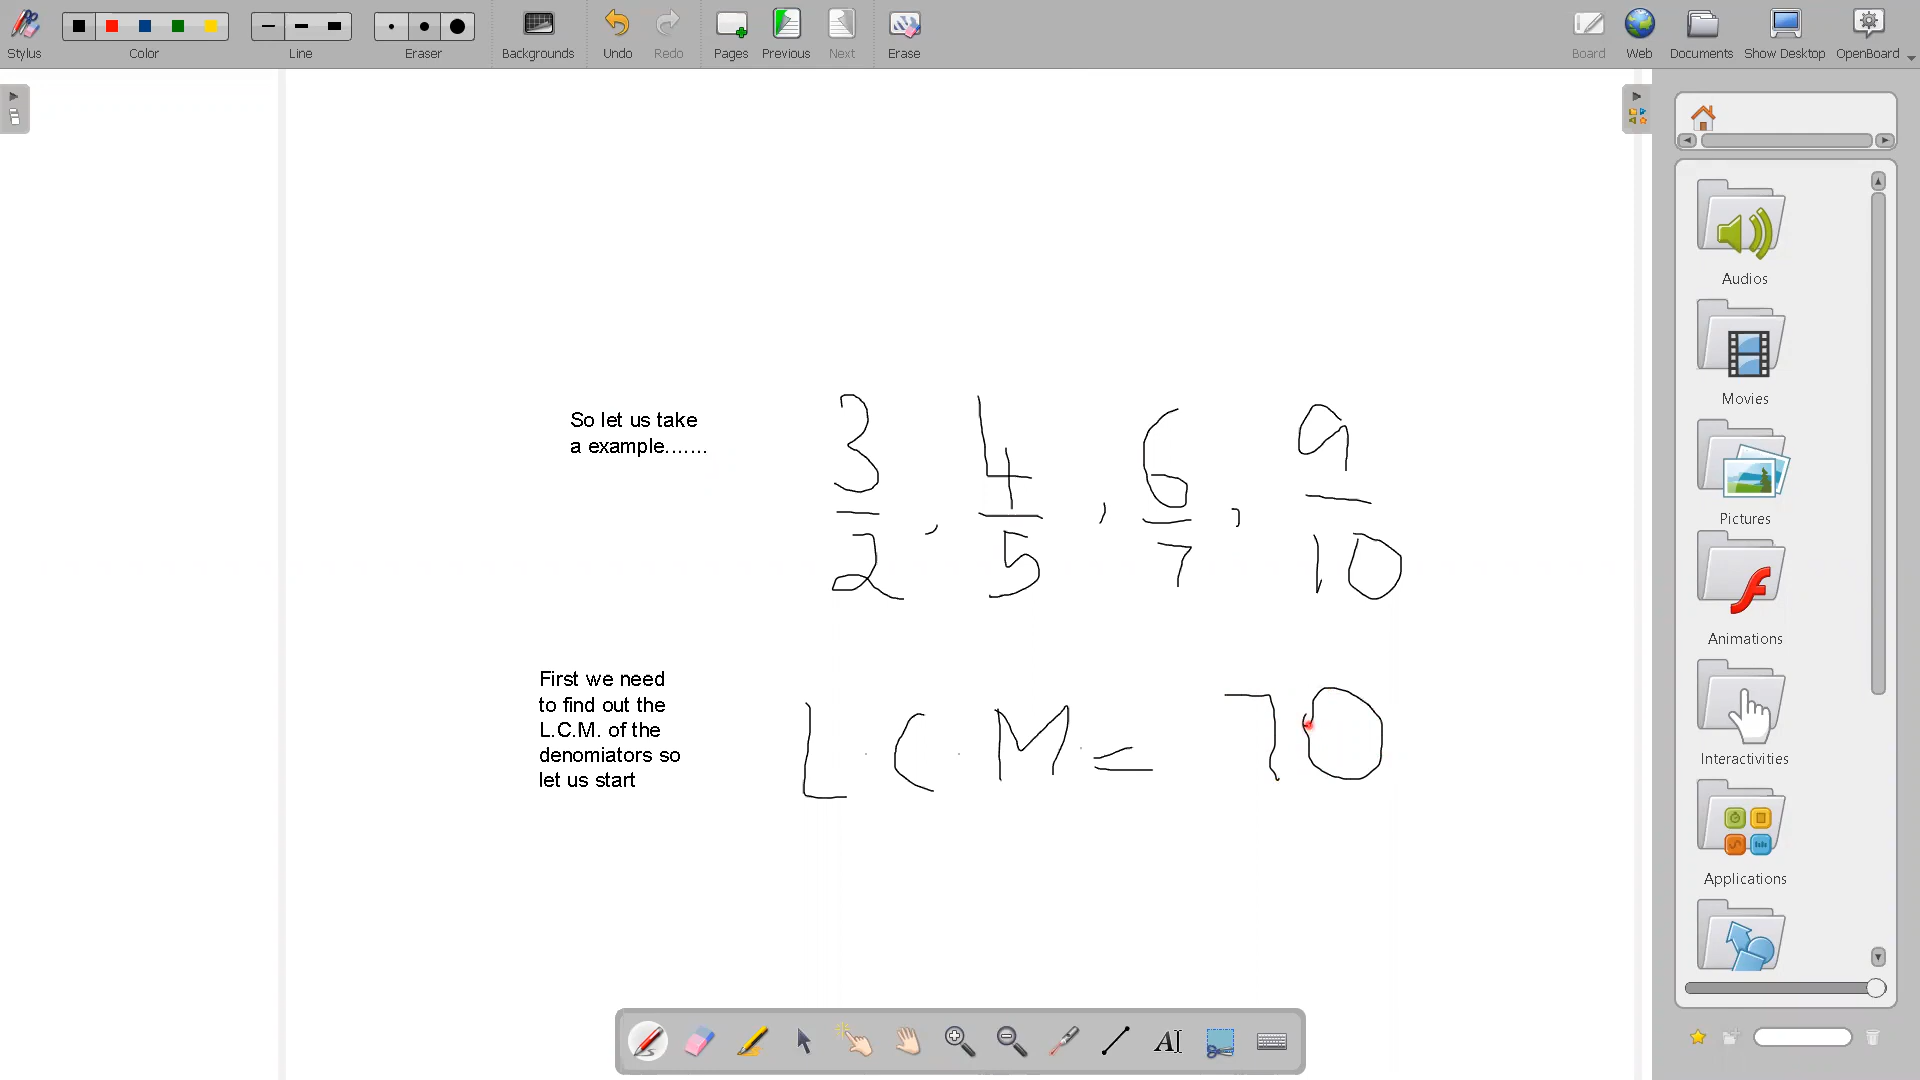 Stylus
Color
Line
Eraser
Backgrounds
Undo
Redo
Pages
Previous
Next
Erase
Board
Web
Documents
Show Desktop
OpenBoard
So let us take
a example.......
3/2 , 4/5 , 6/7 , 9/10
First we need
to find out the
L.C.M. of the
denomiators so
let us start
L.C.M. = 70
Audios
Movies
Pictures
Animations
Interactivities
Applications